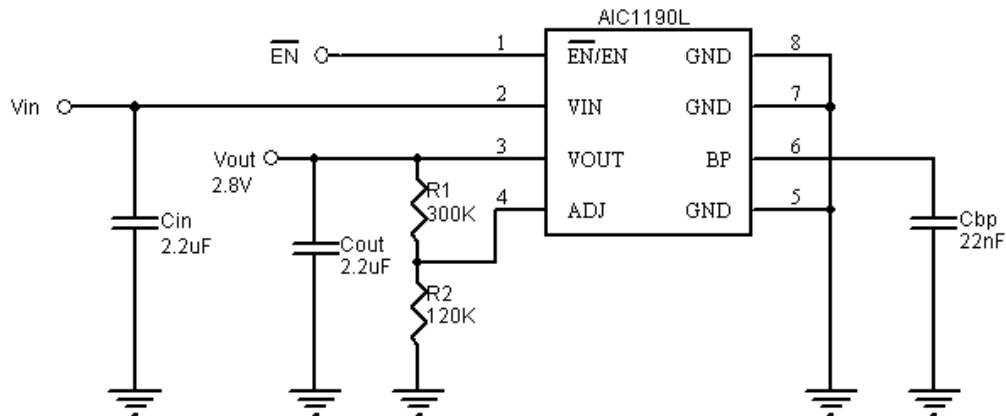 AIC1190L
EN
1
EN/EN
GND
8
Vin
2
VIN
GND
7
Vout
2.8V
3
VOUT
BP
6
4
ADJ
GND
5
R1
300K
Cin
2.2uF
Cout
2.2uF
Cbp
22nF
R2
120K